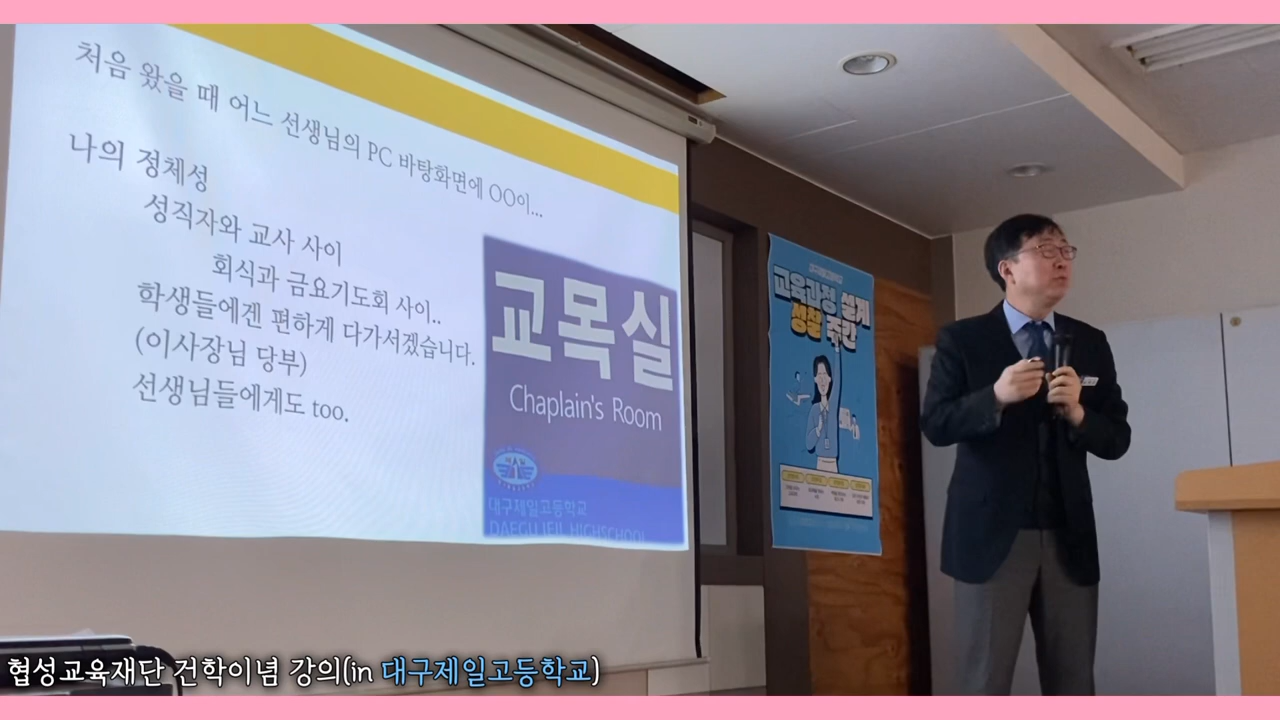 처음 왔을 때 어느 선생님의 PC 바탕화면에 OO이...
나의 정체성
성직자와 교사 사이
회식과 금요기도회 사이..
학생들에겐 편하게 다가서겠습니다.
(이사장님 당부)
선생님들에게도 too.
교목실
Chaplain's Room
대구제일고등학교
DAEGU JEIL HIGHSCHOOL
교육과정 설계
생잘 주간
협성교육재단 건학이념 강의(in 대구제일고등학교)